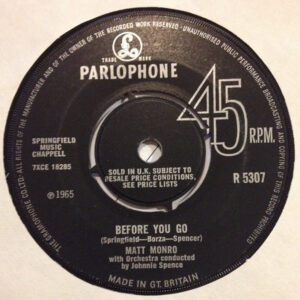 THE GRAMOPHONE CO. LTD. ALL RIGHTS OF THE MANUFACTURER AND OF THE OWNER OF THE RECORDED WORK RESERVED. UNAUTHORISED PUBLIC PERFORMANCE BROADCASTING AND COPYING OF THIS RECORD PROHIBITED.
TRADE MARK
PARLOPHONE
45
R.P.M.
SPRINGFIELD
MUSIC
CHAPPELL
7XCE 18285
SOLD IN U.K. SUBJECT TO
RESALE PRICE CONDITIONS,
SEE PRICE LISTS
R 5307
℗1965
BEFORE YOU GO
(Springfield—Borza—Spencer)
MATT MONRO
with Orchestra conducted
by Johnnie Spence
MADE IN GT. BRITAIN